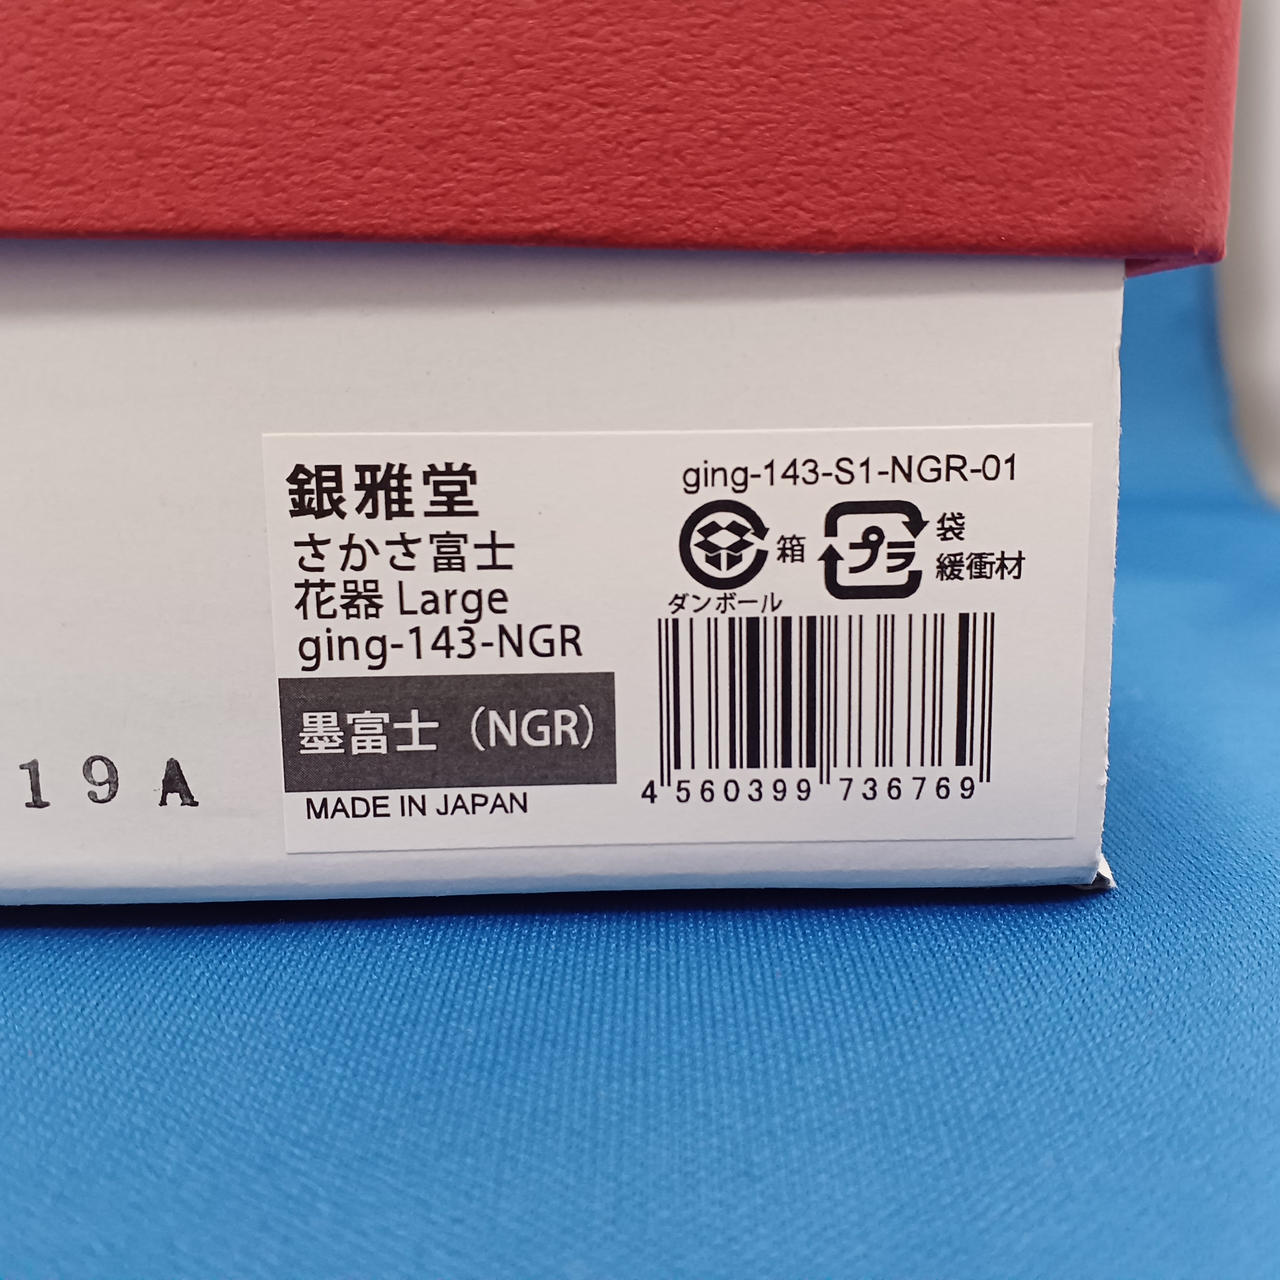 銀雅堂
さかさ富士
花器 Large
ging-143-NGR
墨富士（NGR）
MADE IN JAPAN
ging-143-S1-NGR-01
箱
ダンボール
プラ
袋
緩衝材
4 560399 736769
19A